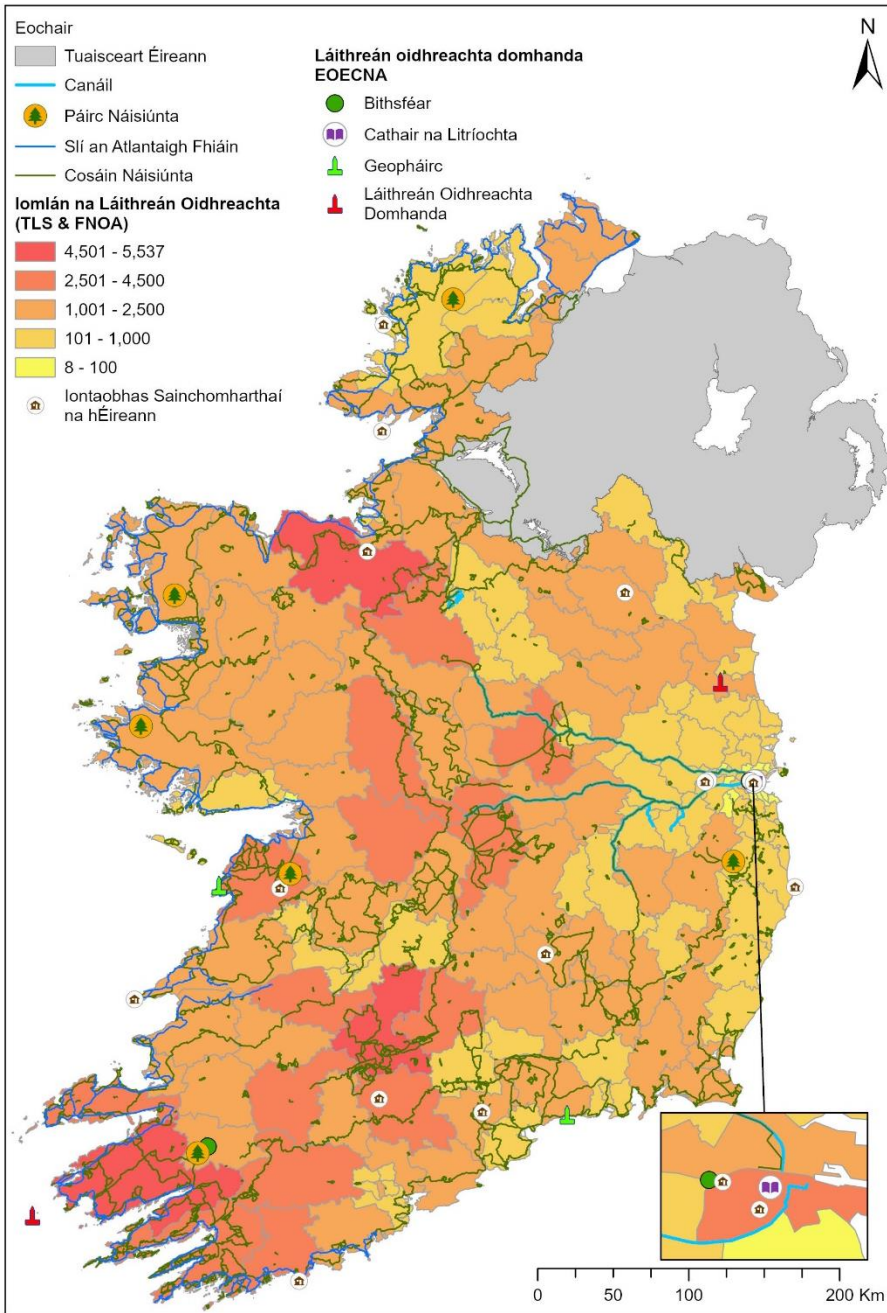 Eochair
Tuaisceart Éireann
Canáil
Páirc Náisiúnta
Slí an Atlantaigh Fhiáin
Cosáin Náisiúnta
Iomlán na Láithreán Oidhreachta
(TLS & FNOA)
4,501 - 5,537
2,501 - 4,500
1,001 - 2,500
101 - 1,000
8 - 100
Iontaobhas Sainchomharthaí
na hÉireann
Láithreán oidhreachta domhanda
EOECNA
Bithsféar
Cathair na Litríochta
Geopháirc
Láithreán Oidhreachta
Domhanda
N
0 50 100 200 Km